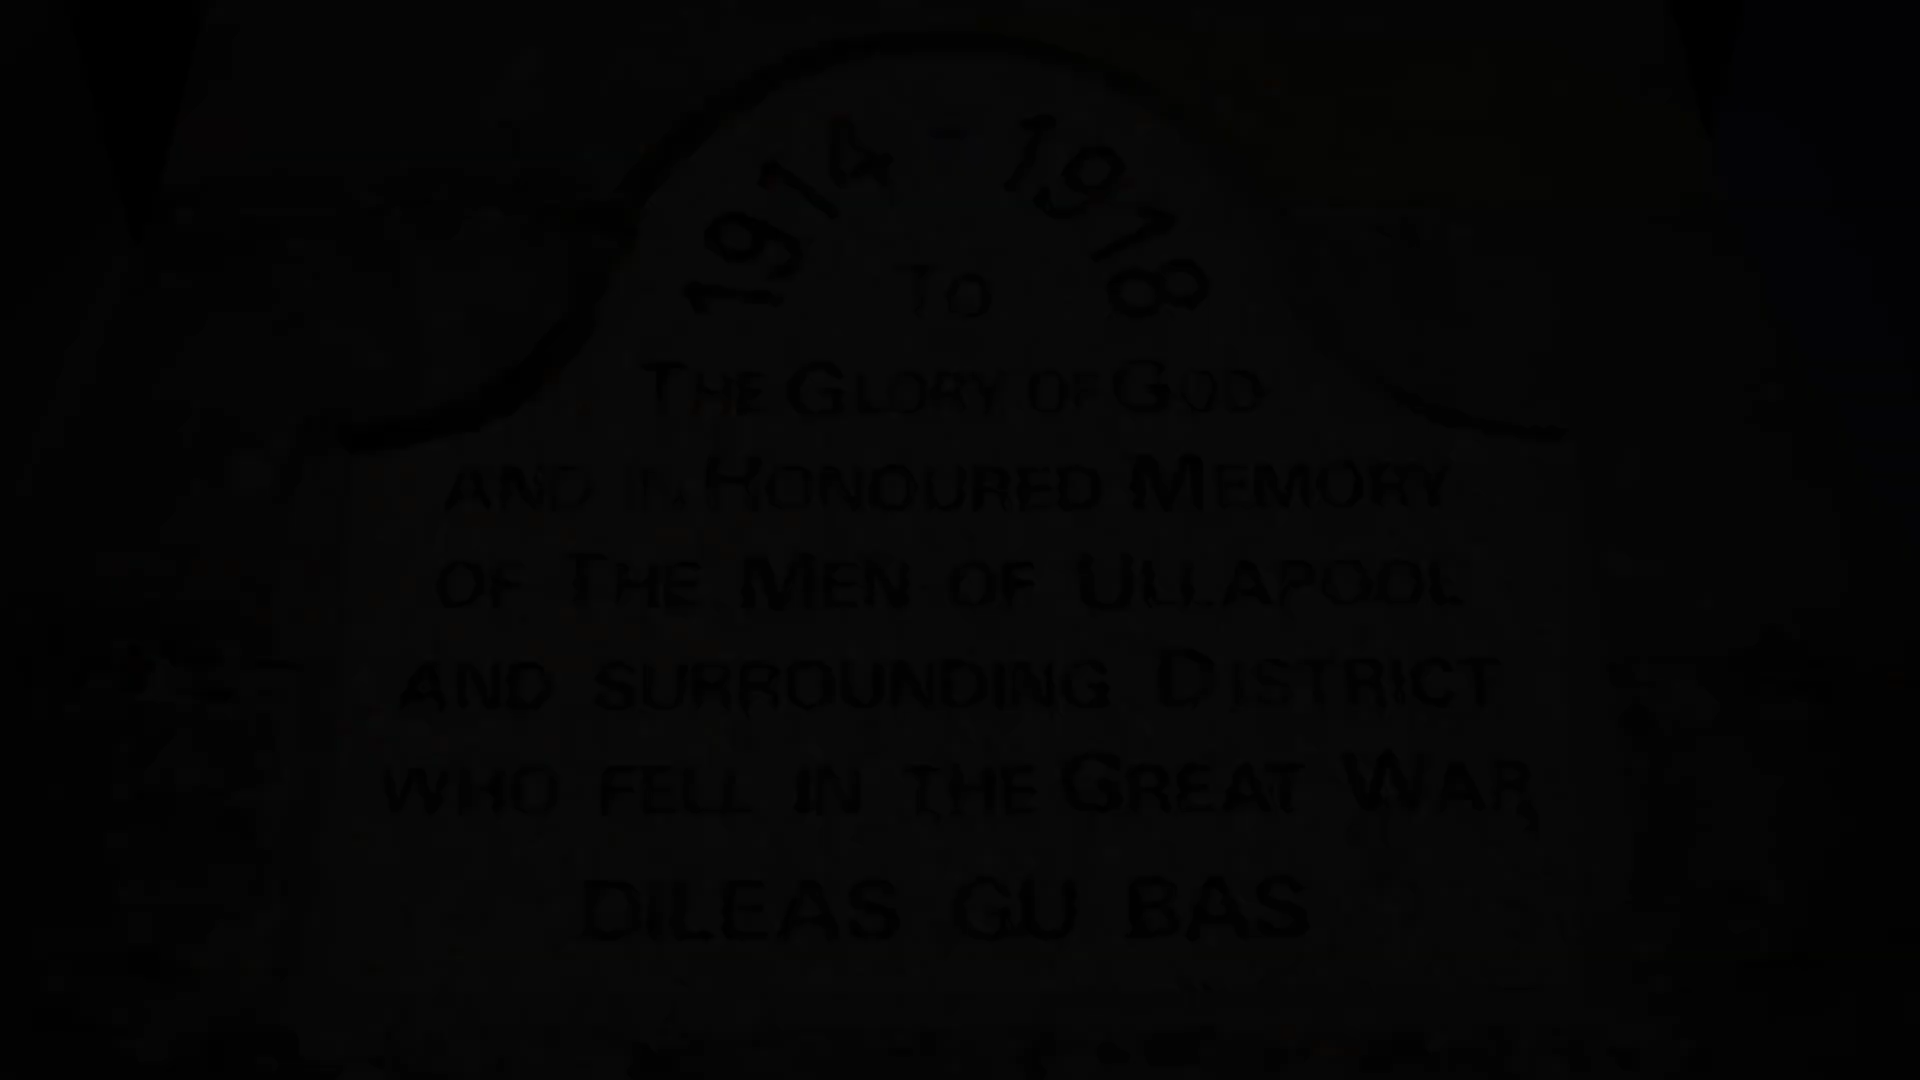 1914 - 1918
TO
THE GLORY OF GOD
AND IN HONOURED MEMORY
OF THE MEN OF ULLAPOOL
AND SURROUNDING DISTRICT
WHO FELL IN THE GREAT WAR,
DILEAS GU BAS